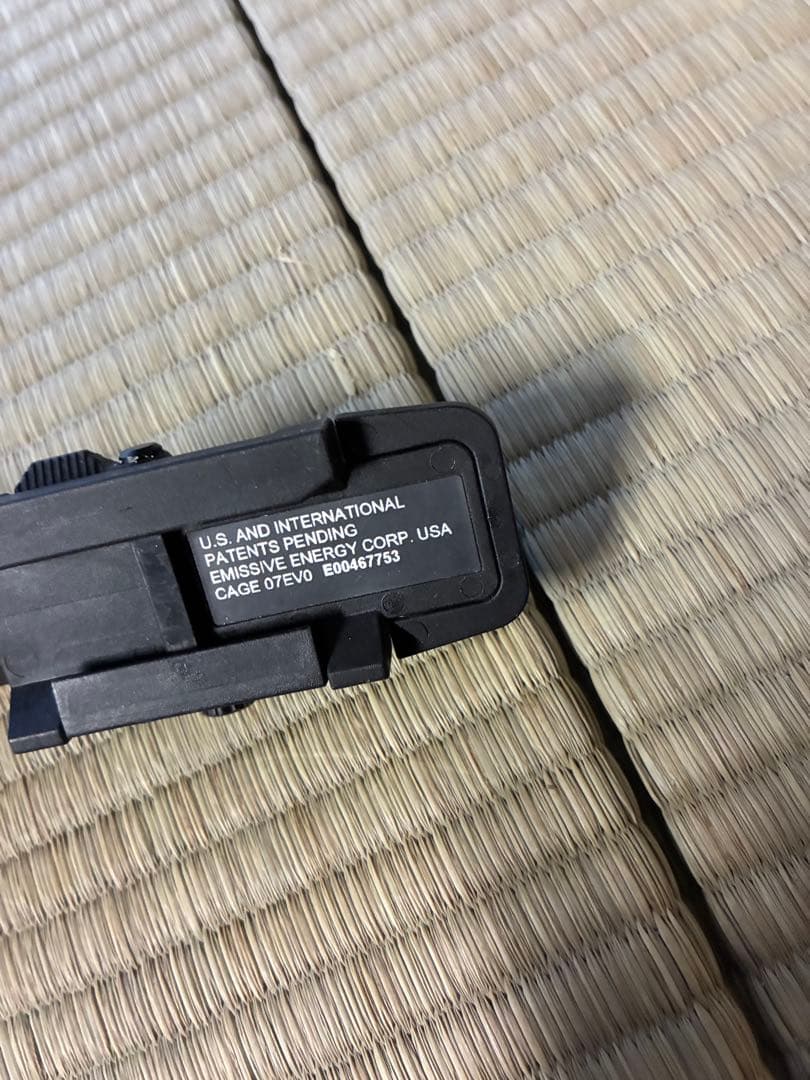 U.S. AND INTERNATIONAL
PATENTS PENDING
EMISSIVE ENERGY CORP. USA
CAGE 07EV0 E00467753